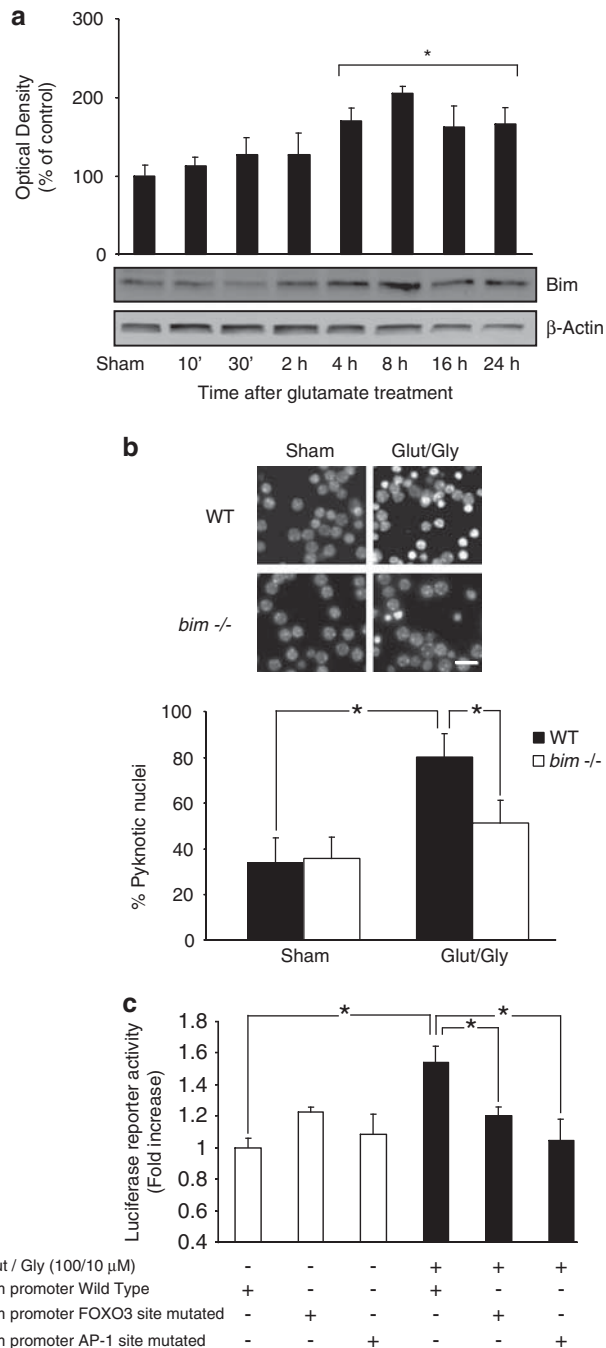 a
300
200
100
0
Optical Density
(% of control)
*
Bim
β-Actin
Sham 10' 30' 2 h 4 h 8 h 16 h 24 h
Time after glutamate treatment
b
Sham Glut/Gly
WT
bim -/-
100
80
60
40
20
0
% Pyknotic nuclei
* *
WT
bim -/-
Sham Glut/Gly
c
1.8
1.6
1.4
1.2
1
0.8
0.6
0.4
Luciferase reporter activity
(Fold increase)
* * *
ut / Gly (100/10 μM) - - - + + +
m promoter Wild Type + - - + - -
m promoter FOXO3 site mutated - + - - + -
m promoter AP-1 site mutated - - + - - +